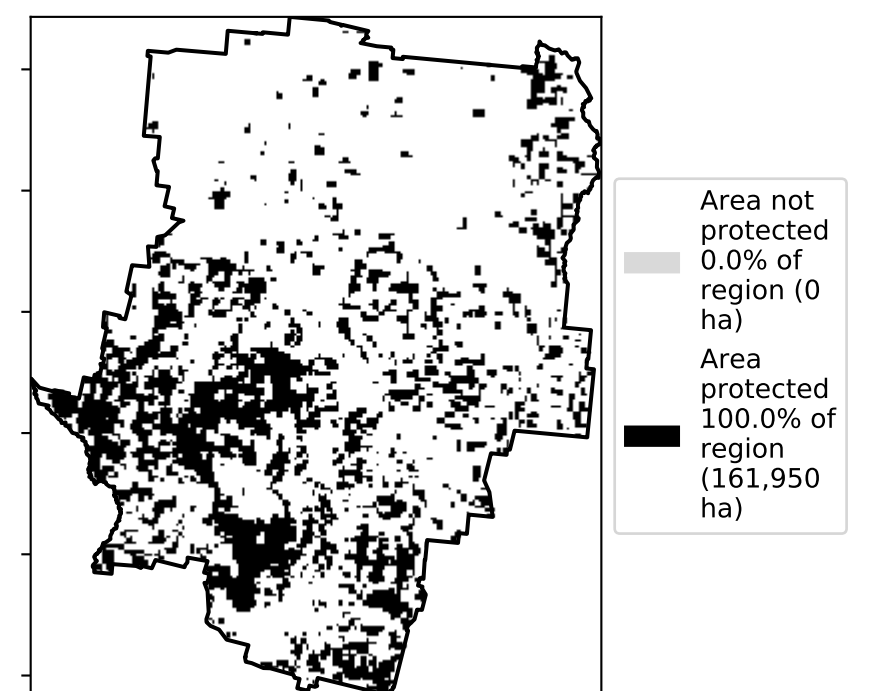 Area not
protected
0.0% of
region (0
ha)
Area
protected
100.0% of
region
(161,950
ha)